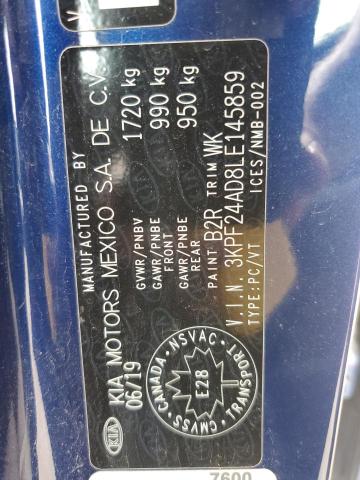 MANUFACTURED BY
KIA KIA MOTORS MEXICO S.A. DE C.V.
06/19
GVWR/PNBV 1720 kg
GAWR/PNBE FRONT 990 kg
GAWR/PNBE REAR 950 kg
PAINT B2R TRIM WK
V.I.N. 3KPF24AD8LE145859
TYPE:PC/VT ICES/NMB-002
CANADA NSVAC
E28
CMVSS TRANSPORT
7600